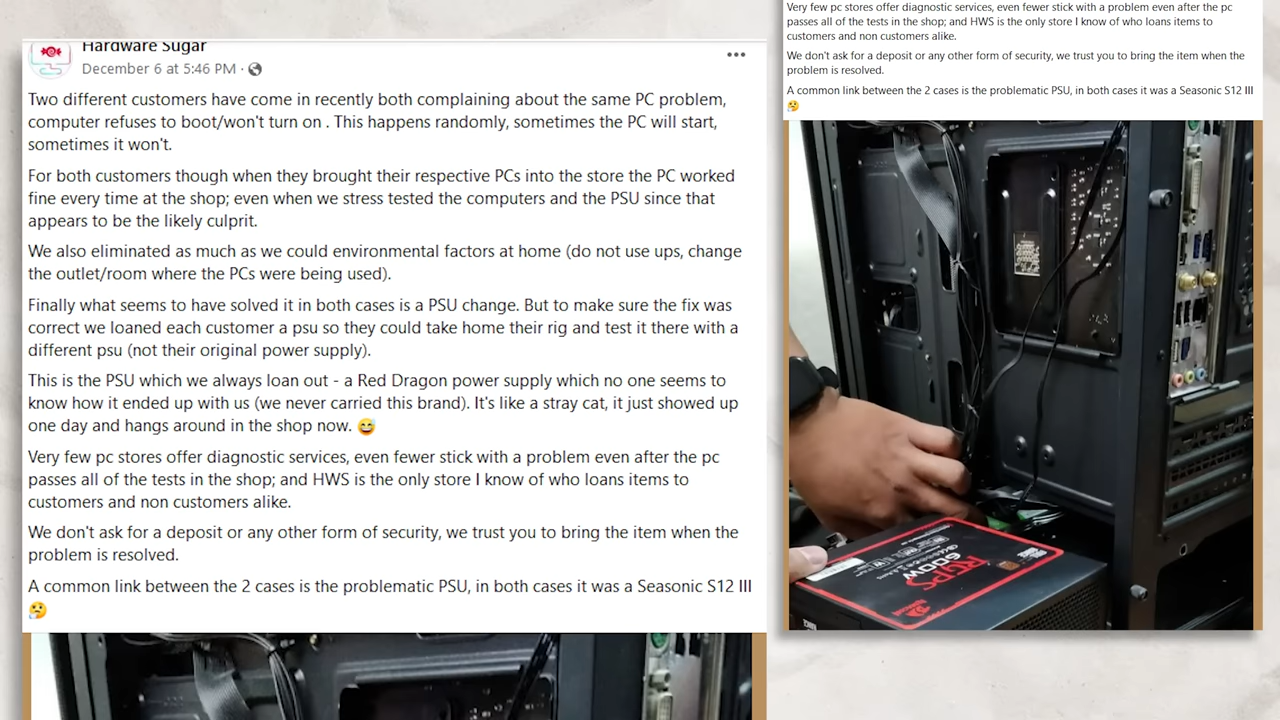 Hardware Sugar
December 6 at 5:46 PM ·
Two different customers have come in recently both complaining about the same PC problem,
computer refuses to boot/won't turn on . This happens randomly, sometimes the PC will start,
sometimes it won't.
For both customers though when they brought their respective PCs into the store the PC worked
fine every time at the shop; even when we stress tested the computers and the PSU since that
appears to be the likely culprit.
We also eliminated as much as we could environmental factors at home (do not use ups, change
the outlet/room where the PCs were being used).
Finally what seems to have solved it in both cases is a PSU change. But to make sure the fix was
correct we loaned each customer a psu so they could take home their rig and test it there with a
different psu (not their original power supply).
This is the PSU which we always loan out - a Red Dragon power supply which no one seems to
know how it ended up with us (we never carried this brand). It's like a stray cat, it just showed up
one day and hangs around in the shop now. 😅
Very few pc stores offer diagnostic services, even fewer stick with a problem even after the pc
passes all of the tests in the shop; and HWS is the only store I know of who loans items to
customers and non customers alike.
We don't ask for a deposit or any other form of security, we trust you to bring the item when the
problem is resolved.
A common link between the 2 cases is the problematic PSU, in both cases it was a Seasonic S12 III
🤔
Very few pc stores offer diagnostic services, even fewer stick with a problem even after the pc
passes all of the tests in the shop; and HWS is the only store I know of who loans items to
customers and non customers alike.
We don't ask for a deposit or any other form of security, we trust you to bring the item when the
problem is resolved.
A common link between the 2 cases is the problematic PSU, in both cases it was a Seasonic S12 III
🤔
RGPS
600W